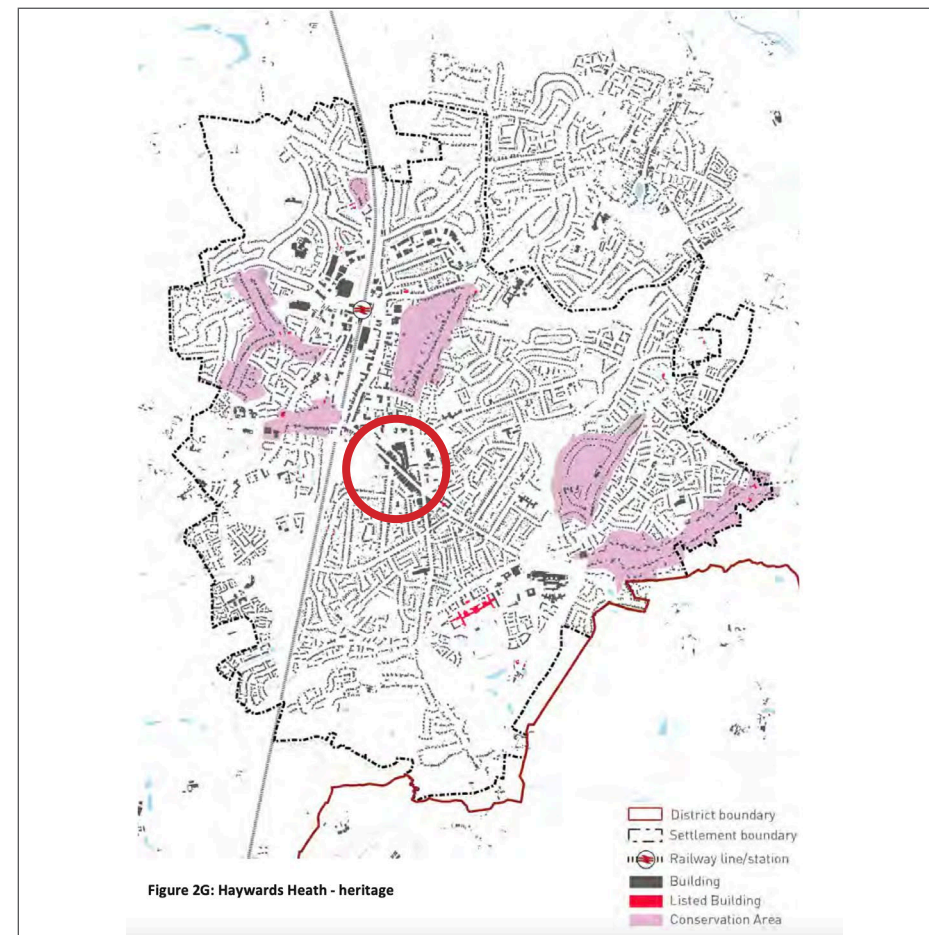 District boundary
Settlement boundary
Railway line/station
Building
Listed Building
Conservation Area
Figure 2G: Haywards Heath - heritage